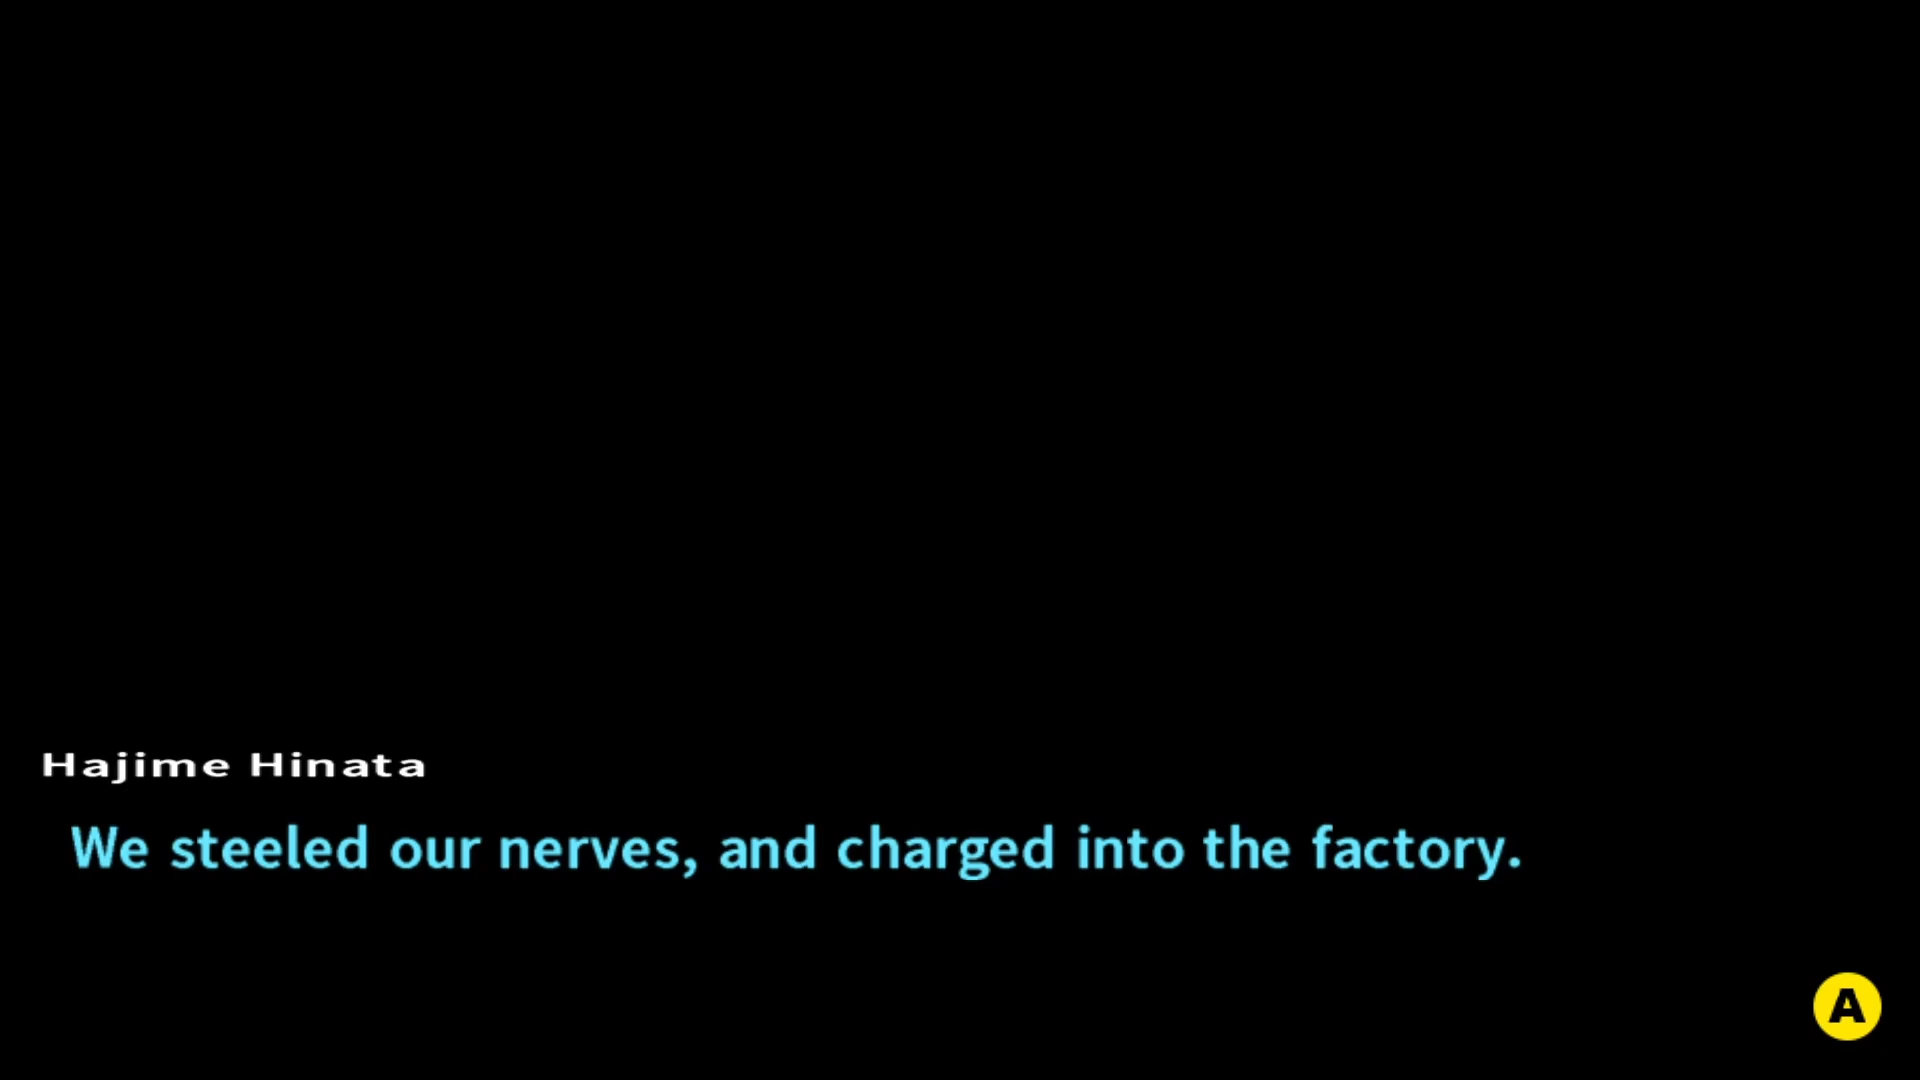 Hajime Hinata
We steeled our nerves, and charged into the factory.
A